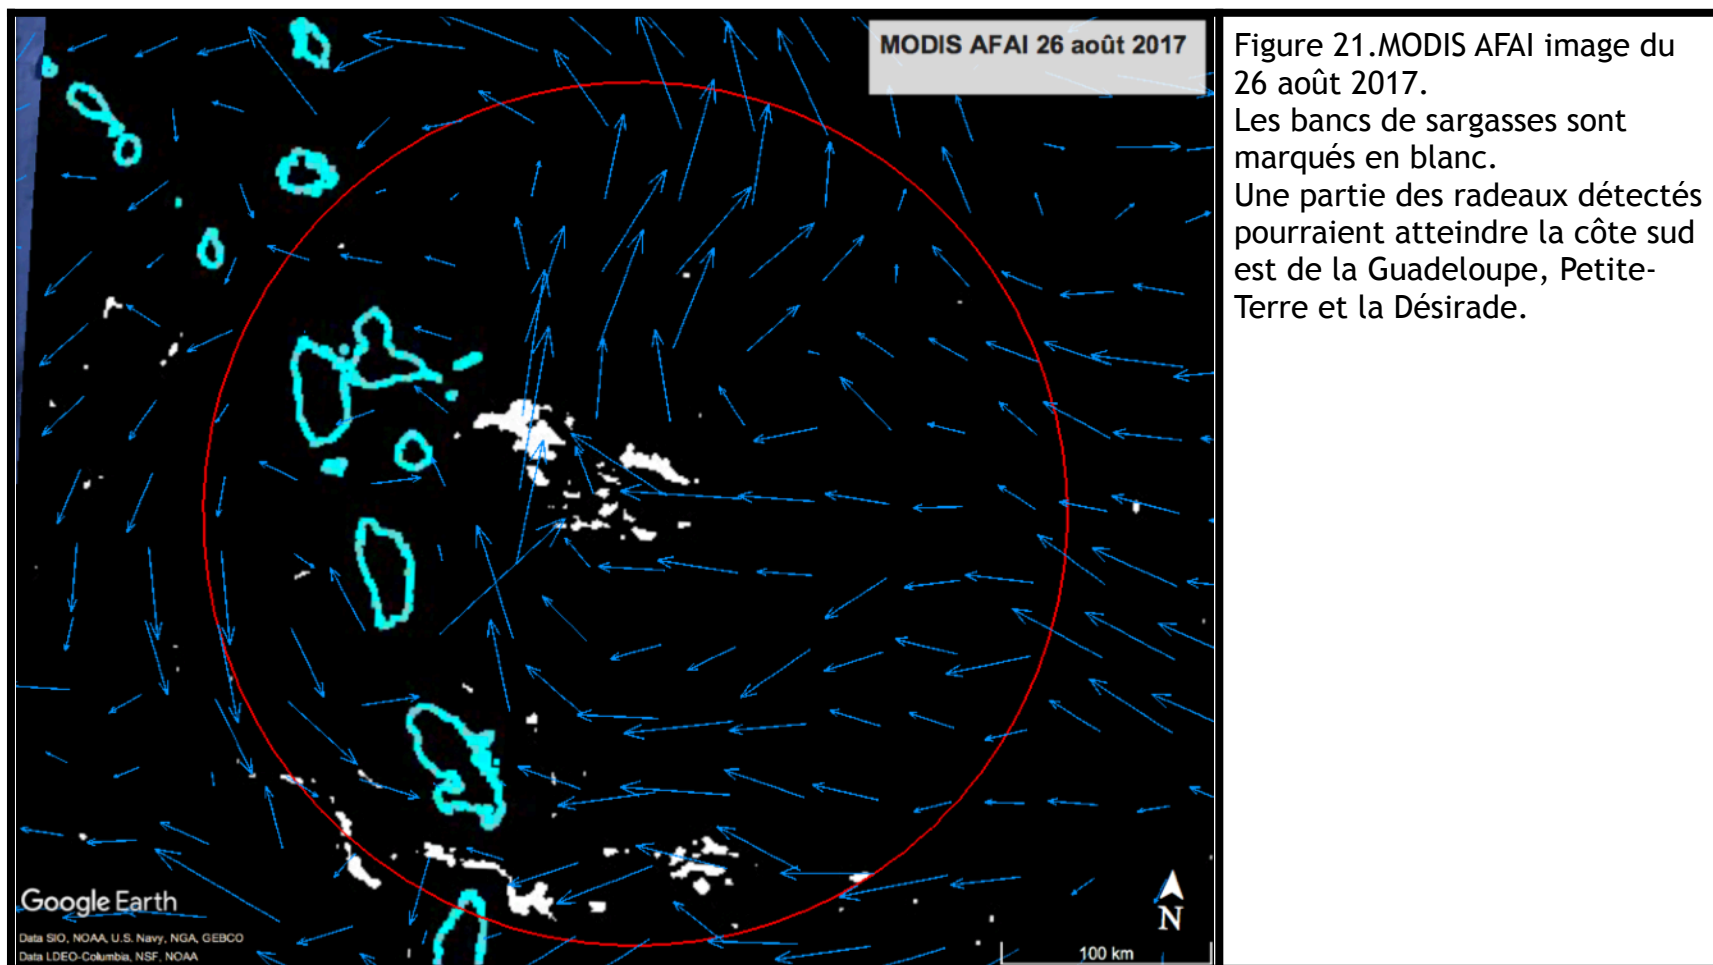 MODIS AFAI 26 août 2017
Google Earth
Data SIO, NOAA, U.S. Navy, NGA, GEBCO
Data LDEO-Columbia, NSF, NOAA
N
100 km
Figure 21.MODIS AFAI image du
26 août 2017.
Les bancs de sargasses sont
marqués en blanc.
Une partie des radeaux détectés
pourraient atteindre la côte sud
est de la Guadeloupe, Petite-
Terre et la Désirade.